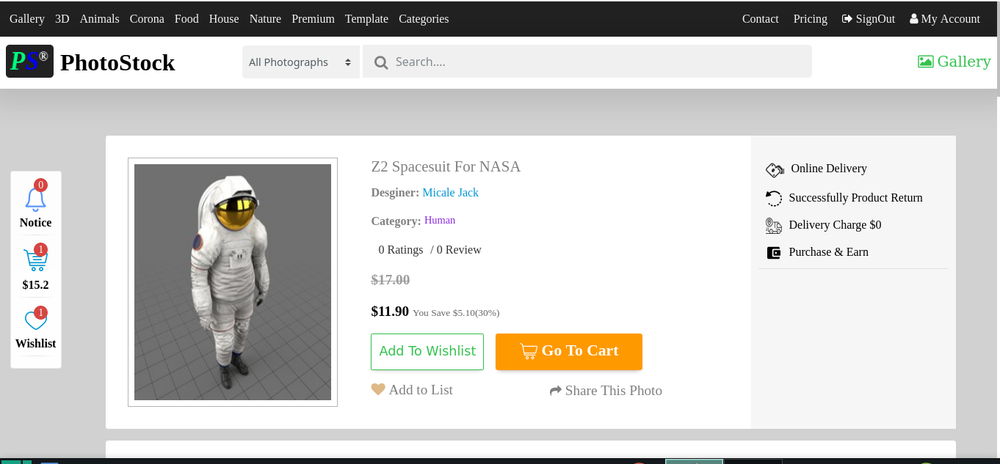 Gallery 3D Animals Corona Food House Nature Premium Template Categories Contact Pricing SignOut My Account
PS® PhotoStock All Photographs Search.... Gallery
Z2 Spacesuit For NASA
Desginer: Micale Jack
Category: Human
0 Ratings / 0 Review
$17.00
$11.90 You Save $5.10(30%)
Add To Wishlist Go To Cart
Add to List Share This Photo
Online Delivery
Successfully Product Return
Delivery Charge $0
Purchase & Earn
0
Notice
1
$15.2
1
Wishlist